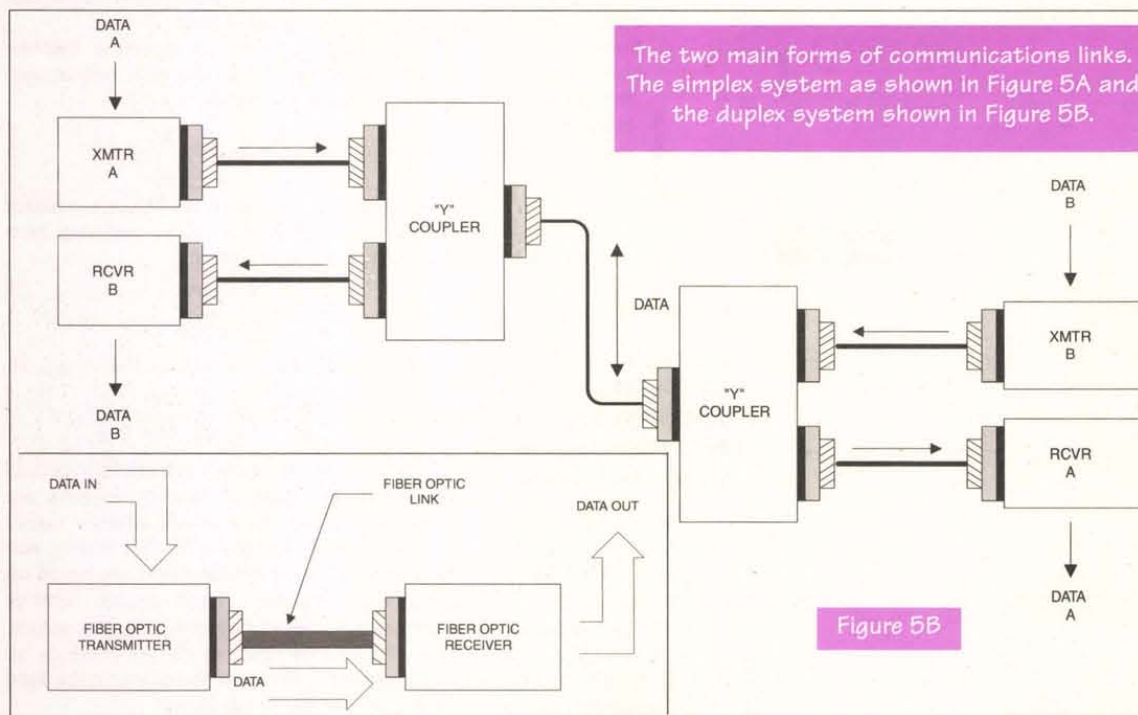 DATA
A
The two main forms of communications links.
The simplex system as shown in Figure 5A and
the duplex system shown in Figure 5B.
XMTR
A
"Y"
COUPLER
RCVR
B
DATA
B
DATA
DATA
B
XMTR
B
"Y"
COUPLER
RCVR
A
DATA
A
Figure 5B
DATA IN
FIBER OPTIC
LINK
DATA OUT
FIBER OPTIC
TRANSMITTER
FIBER OPTIC
RECEIVER
DATA